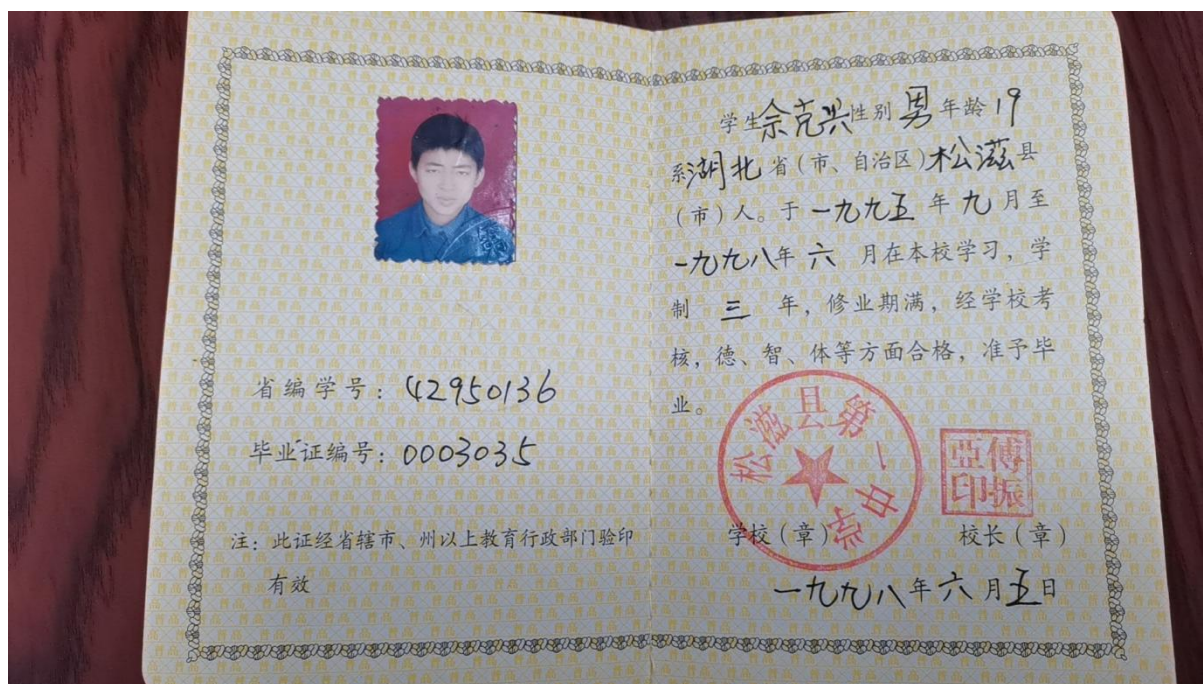 省编学号：42950136
毕业证编号：0003035
注：此证经省辖市、州以上教育行政部门验印
有效
学生佘克兴性别男年龄19
系湖北省（市、自治区）松滋县
（市）人。于一九九五年九月至
一九九八年六月在本校学习，学
制三年，修业期满，经学校考
核，德、智、体等方面合格，准予毕
业。
松滋县第一中学
傅振亞印
学校（章） 校长（章）
一九九八年六月五日